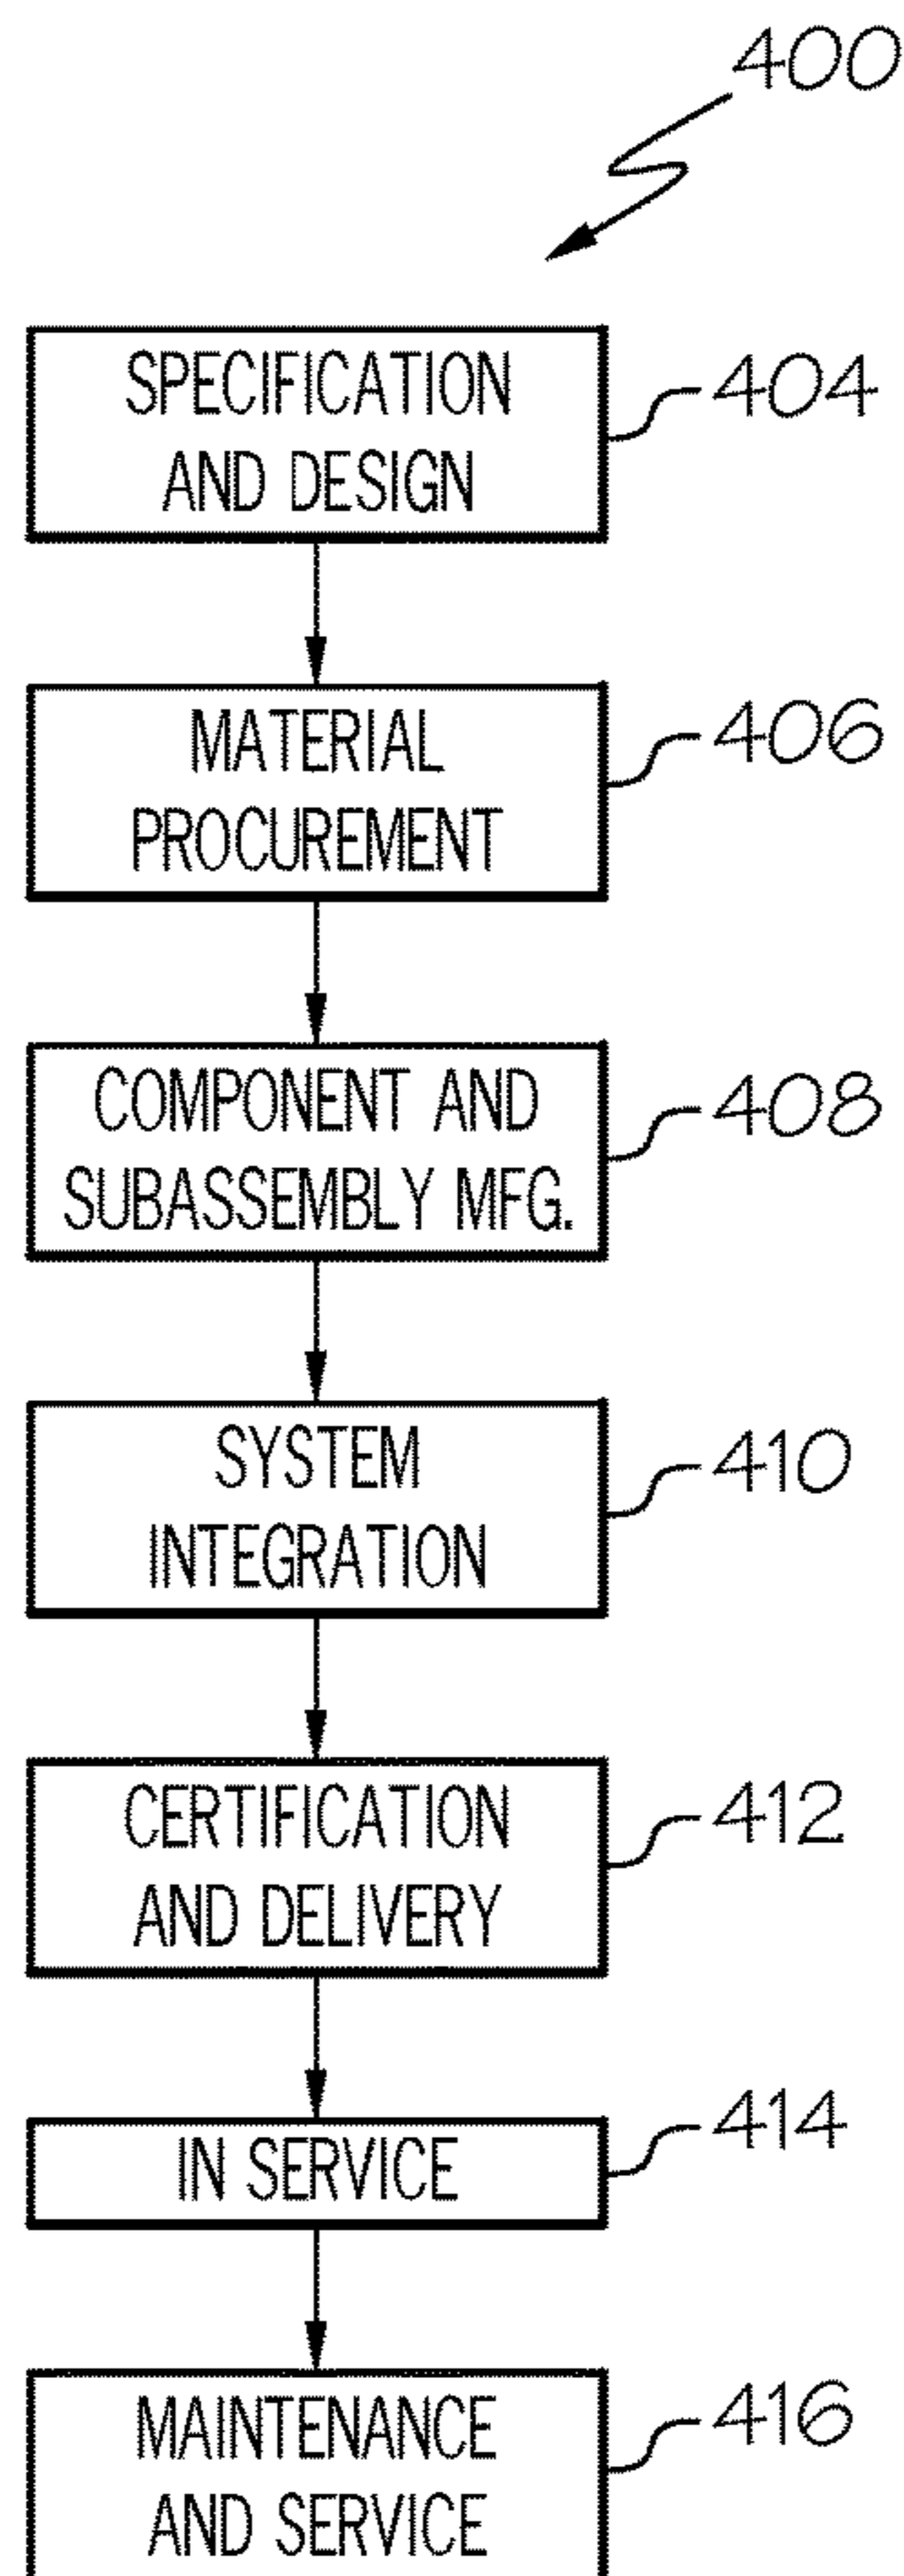 400
SPECIFICATION
AND DESIGN
404
MATERIAL
PROCUREMENT
406
COMPONENT AND
SUBASSEMBLY MFG.
408
SYSTEM
INTEGRATION
410
CERTIFICATION
AND DELIVERY
412
IN SERVICE
414
MAINTENANCE
AND SERVICE
416